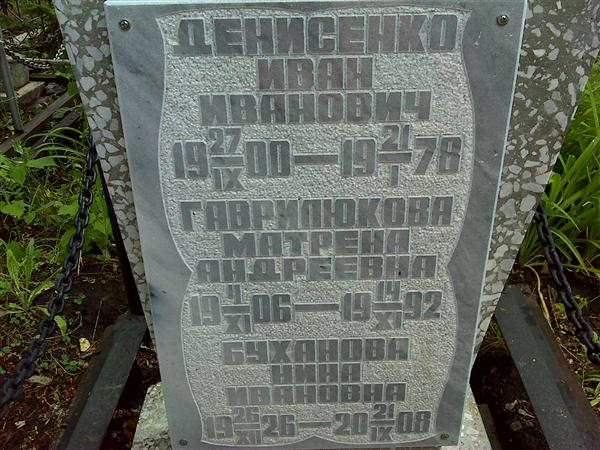 ДЕНИСЕНКО
ИВАН
ИВАНОВИЧ
19 27/IX 00 — 19 21/I 78
ГАВРИЛЮКОВА
МАТРЕНА
АНДРЕЕВНА
19 4/XI 06 — 19 14/XI 92
БУХАНОВА
НИНА
ИВАНОВНА
19 26/XII 26 — 20 21/IX 08